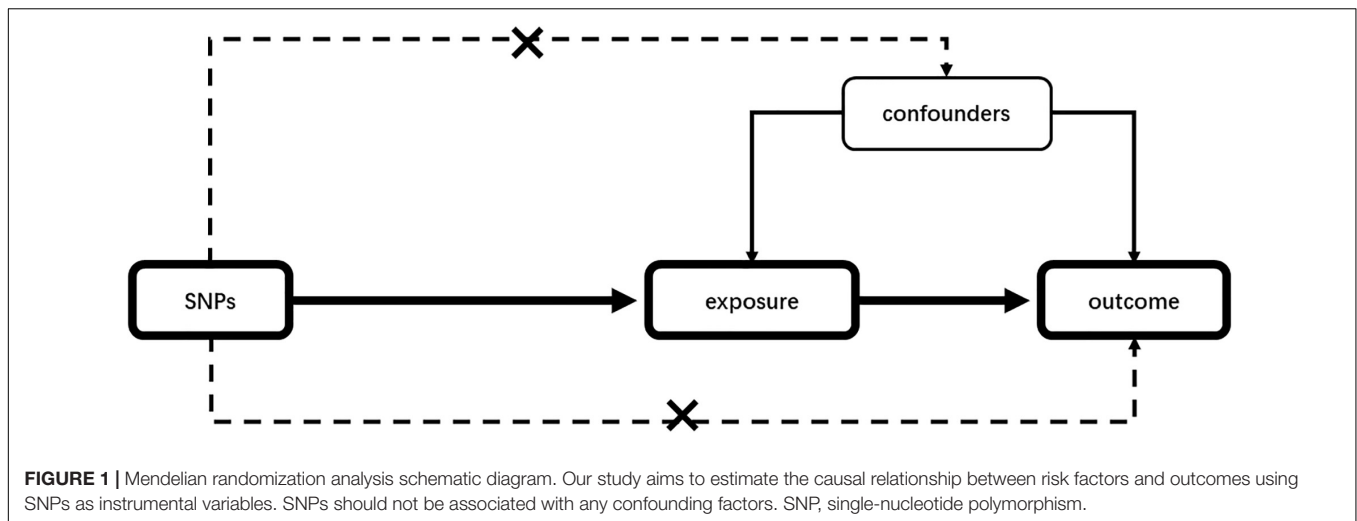 confounders
SNPs
exposure
outcome
FIGURE 1 | Mendelian randomization analysis schematic diagram. Our study aims to estimate the causal relationship between risk factors and outcomes using
SNPs as instrumental variables. SNPs should not be associated with any confounding factors. SNP, single-nucleotide polymorphism.